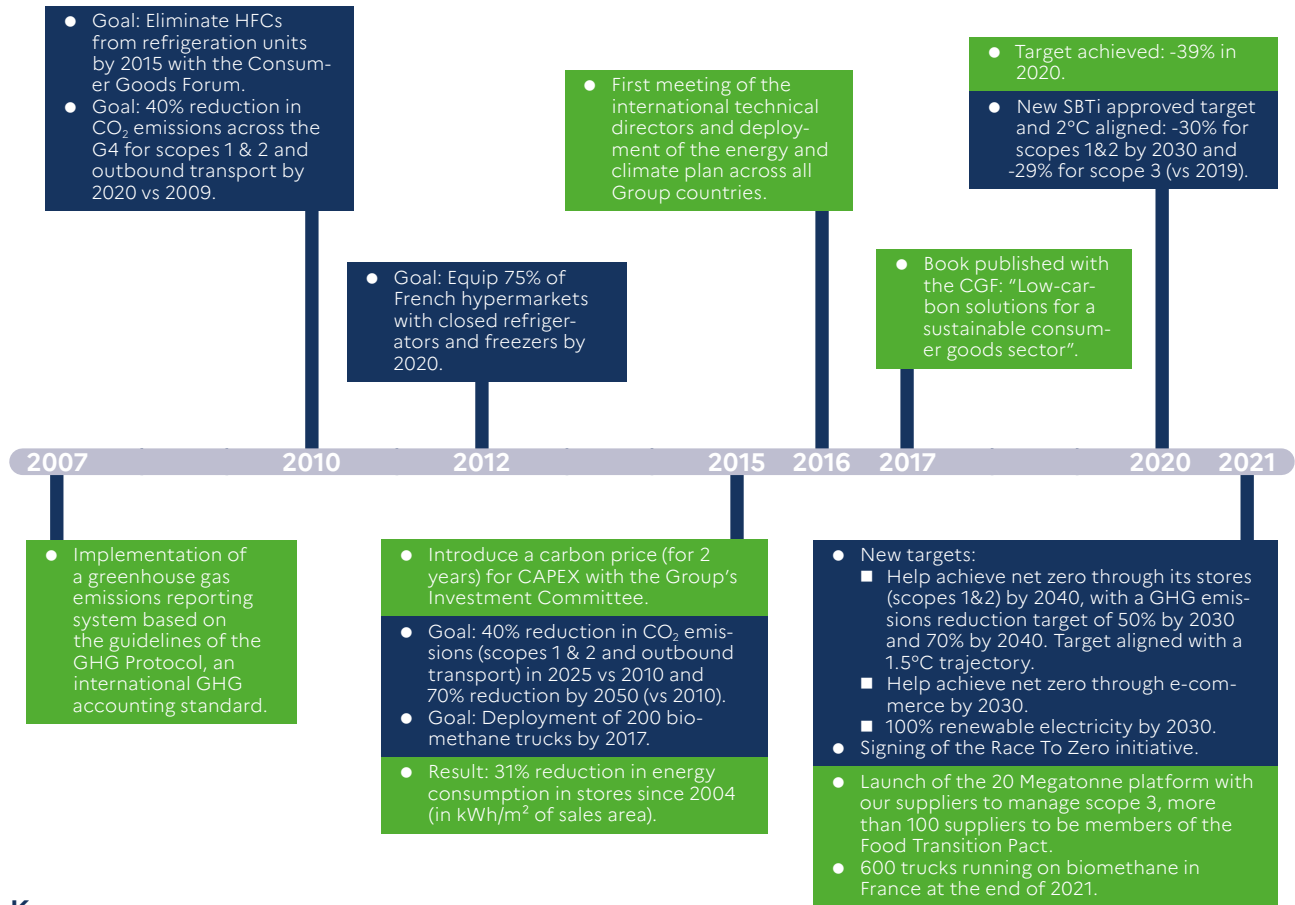 ● Goal: Eliminate HFCs
from refrigeration units
by 2015 with the Consum-
er Goods Forum.
● Goal: 40% reduction in
CO₂ emissions across the
G4 for scopes 1 & 2 and
outbound transport by
2020 vs 2009.
● Goal: Equip 75% of
French hypermarkets
with closed refriger-
ators and freezers by
2020.
● First meeting of the
international technical
directors and deploy-
ment of the energy and
climate plan across all
Group countries.
● Book published with
the CGF: “Low-car-
bon solutions for a
sustainable consum-
er goods sector”.
● Target achieved: -39% in
2020.
● New SBTi approved target
and 2°C aligned: -30% for
scopes 1&2 by 2030 and
-29% for scope 3 (vs 2019).
2007 2010 2012 2015 2016 2017 2020 2021
● Implementation of
a greenhouse gas
emissions reporting
system based on
the guidelines of the
GHG Protocol, an
international GHG
accounting standard.
● Introduce a carbon price (for 2
years) for CAPEX with the Group’s
Investment Committee.
● Goal: 40% reduction in CO₂ emis-
sions (scopes 1 & 2 and outbound
transport) in 2025 vs 2010 and
70% reduction by 2050 (vs 2010).
● Goal: Deployment of 200 bio-
methane trucks by 2017.
● Result: 31% reduction in energy
consumption in stores since 2004
(in kWh/m² of sales area).
● New targets:
■ Help achieve net zero through its stores
(scopes 1&2) by 2040, with a GHG emis-
sions reduction target of 50% by 2030
and 70% by 2040. Target aligned with a
1.5°C trajectory.
■ Help achieve net zero through e-com-
merce by 2030.
■ 100% renewable electricity by 2030.
● Signing of the Race To Zero initiative.
● Launch of the 20 Megatonne platform with
our suppliers to manage scope 3, more
than 100 suppliers to be members of the
Food Transition Pact.
● 600 trucks running on biomethane in
France at the end of 2021.